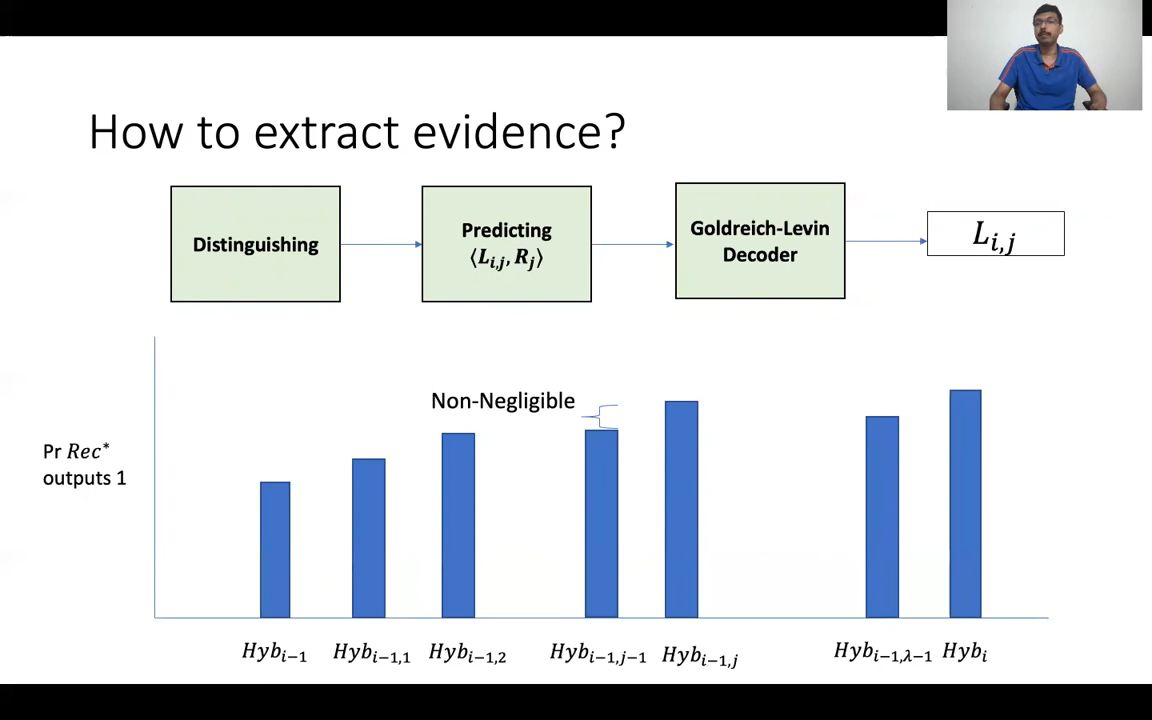 How to extract evidence?
Distinguishing
Predicting
⟨L_{i,j}, R_j⟩
Goldreich-Levin
Decoder
L_{i,j}
Non-Negligible
Pr Rec*
outputs 1
Hyb_{i−1} Hyb_{i−1,1} Hyb_{i−1,2} Hyb_{i−1,j−1} Hyb_{i−1,j} Hyb_{i−1,λ−1} Hyb_i